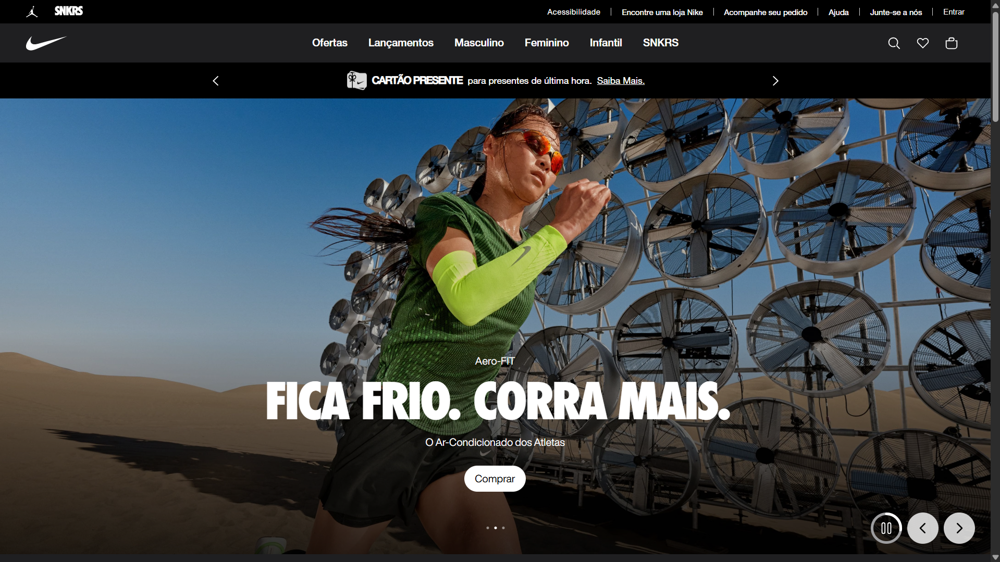 SNKRS
Acessibilidade
Encontre uma loja Nike
Acompanhe seu pedido
Ajuda
Junte-se a nós
Entrar
Ofertas
Lançamentos
Masculino
Feminino
Infantil
SNKRS
CARTÃO PRESENTE para presentes de última hora. Saiba Mais.
Aero-FIT
FICA FRIO. CORRA MAIS.
O Ar-Condicionado dos Atletas
Comprar